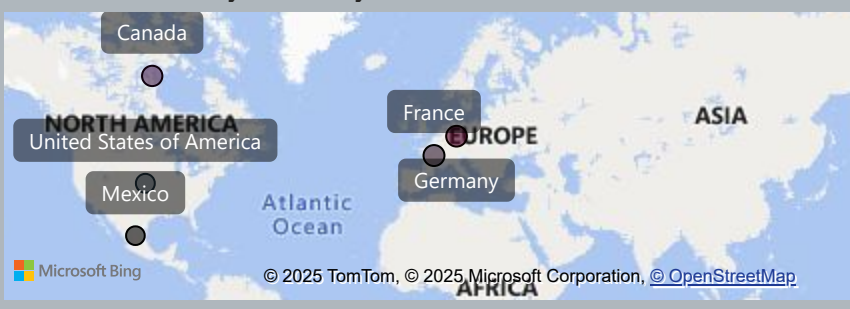 Canada
NORTH AMERICA
United States of America
Mexico
France
EUROPE
Germany
ASIA
Atlantic
Ocean
Microsoft Bing
© 2025 TomTom, © 2025 Microsoft Corporation, © OpenStreetMap
AFRICA